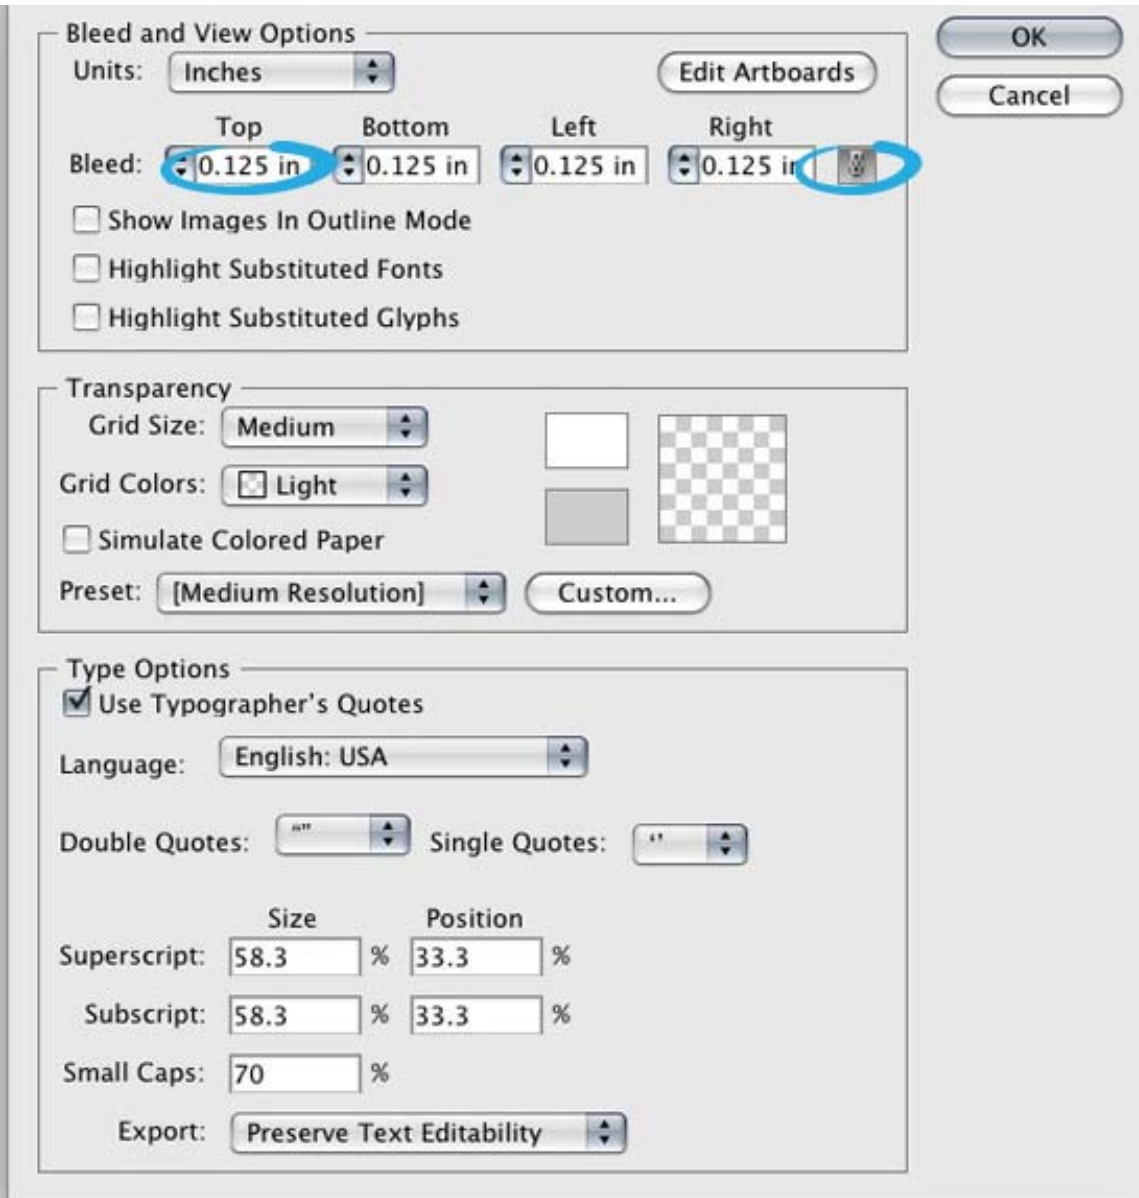 Bleed and View Options
OK
Units: Inches Edit Artboards
Cancel
Top Bottom Left Right
Bleed: 0.125 in 0.125 in 0.125 in 0.125 in
Show Images In Outline Mode
Highlight Substituted Fonts
Highlight Substituted Glyphs
Transparency
Grid Size: Medium
Grid Colors: Light
Simulate Colored Paper
Preset: [Medium Resolution] Custom...
Type Options
Use Typographer’s Quotes
Language: English: USA
Double Quotes: “” Single Quotes: ‘’
Size Position
Superscript: 58.3 % 33.3 %
Subscript: 58.3 % 33.3 %
Small Caps: 70 %
Export: Preserve Text Editability